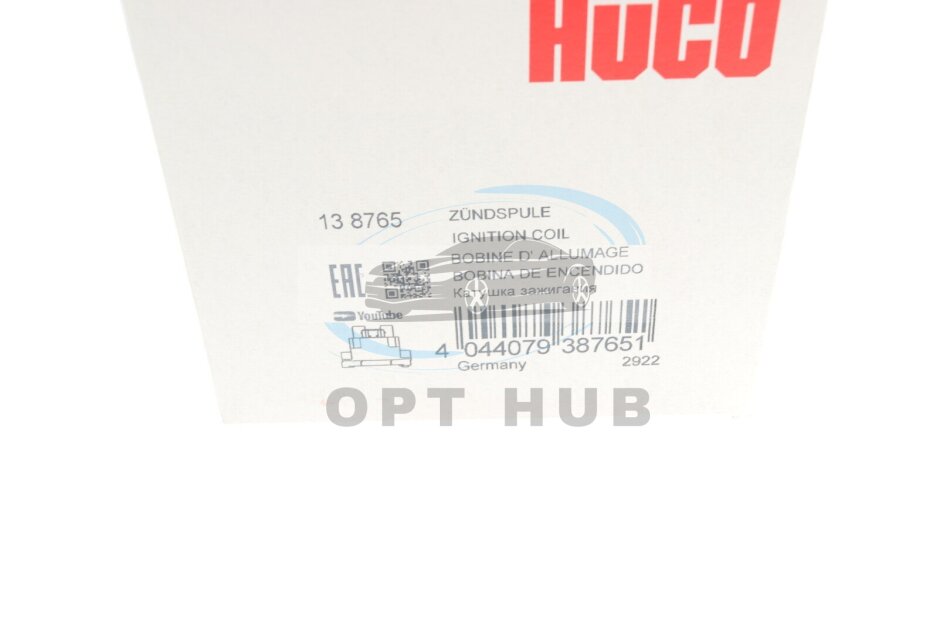 HÜCO
13 8765
ZÜNDSPULE
IGNITION COIL
BOBINE D' ALLUMAGE
BOBINA DE ENCENDIDO
Катушка зажигания
EAC
YouTube
4 044079 387651
Germany
2922
OPT HUB